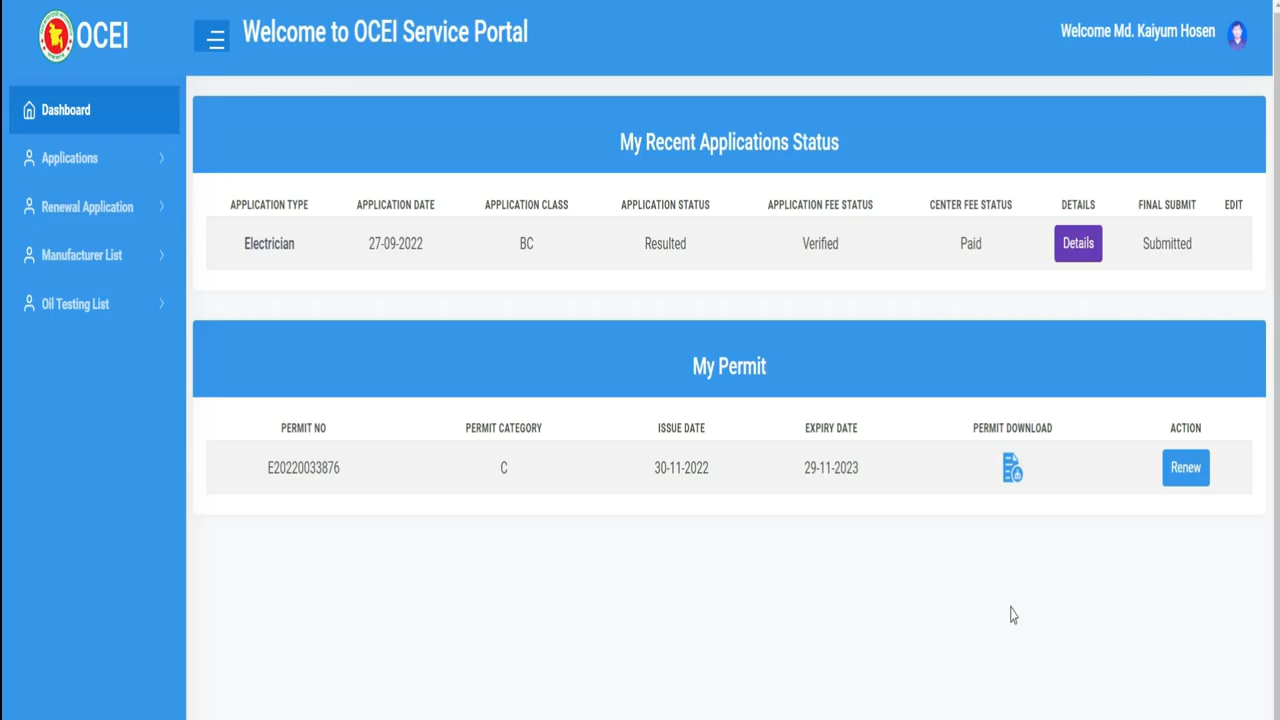 OCEI
Welcome to OCEI Service Portal
Welcome Md. Kaiyum Hosen
Dashboard
Applications
Renewal Application
Manufacturer List
Oil Testing List
My Recent Applications Status
APPLICATION TYPE APPLICATION DATE APPLICATION CLASS APPLICATION STATUS APPLICATION FEE STATUS CENTER FEE STATUS DETAILS FINAL SUBMIT EDIT
Electrician 27-09-2022 BC Resulted Verified Paid Details Submitted
My Permit
PERMIT NO PERMIT CATEGORY ISSUE DATE EXPIRY DATE PERMIT DOWNLOAD ACTION
E20220033876 C 30-11-2022 29-11-2023 Renew